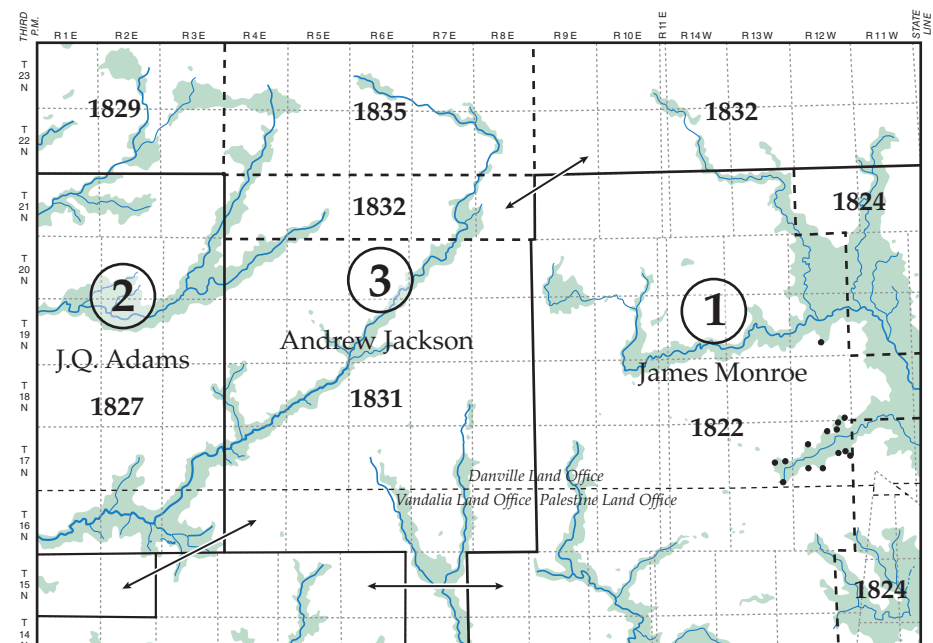 THIRD P.M.
R 1 E R 2 E R 3 E R 4 E R 5 E R 6 E R 7 E R 8 E R 9 E R 10 E R 11 E R 14 W R 13 W R 12 W R 11 W
STATE LINE
T 23 N
1829
1835
1832
T 22 N
T 21 N
1832
1824
T 20 N
2
3
1
T 19 N
J.Q. Adams
Andrew Jackson
James Monroe
T 18 N
1827
1831
1822
T 17 N
Danville Land Office
Vandalia Land Office
Palestine Land Office
T 16 N
T 15 N
1824
T 14 N